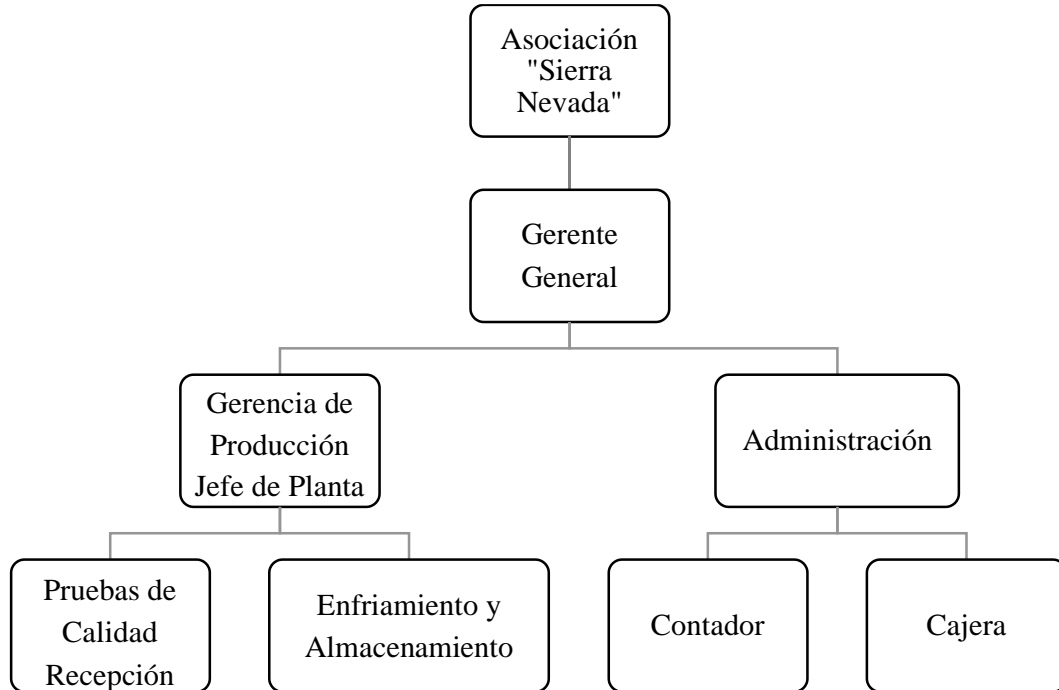 Asociación
"Sierra
Nevada"
Gerente
General
Gerencia de
Producción
Jefe de Planta
Administración
Pruebas de
Calidad
Recepción
Enfriamiento y
Almacenamiento
Contador
Cajera